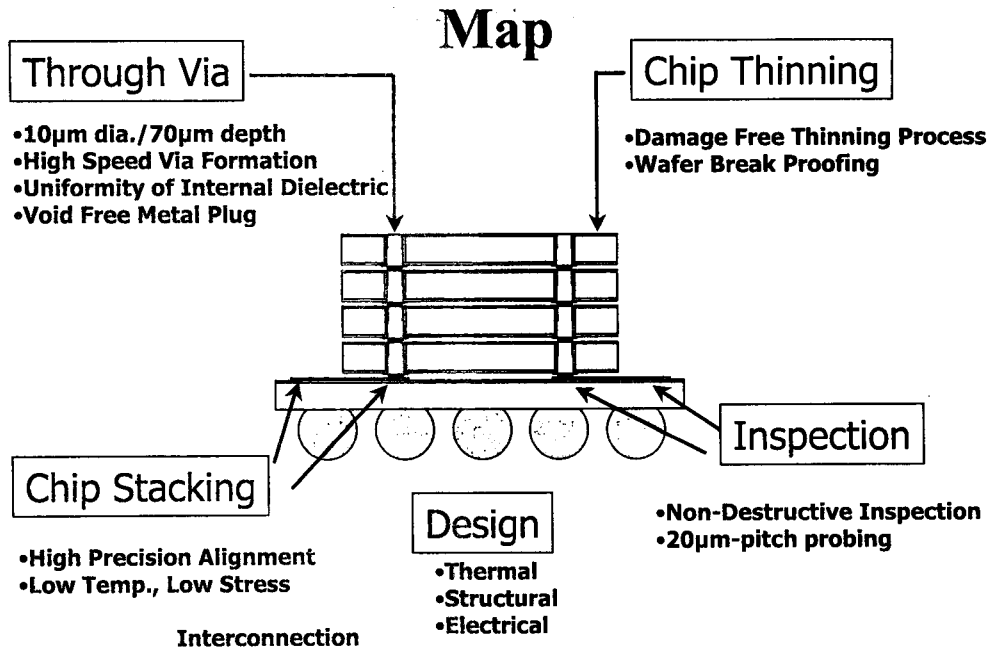 Map
Through Via
•10µm dia./70µm depth
•High Speed Via Formation
•Uniformity of Internal Dielectric
•Void Free Metal Plug
Chip Thinning
•Damage Free Thinning Process
•Wafer Break Proofing
Chip Stacking
•High Precision Alignment
•Low Temp., Low Stress
Interconnection
Design
•Thermal
•Structural
•Electrical
Inspection
•Non-Destructive Inspection
•20µm-pitch probing